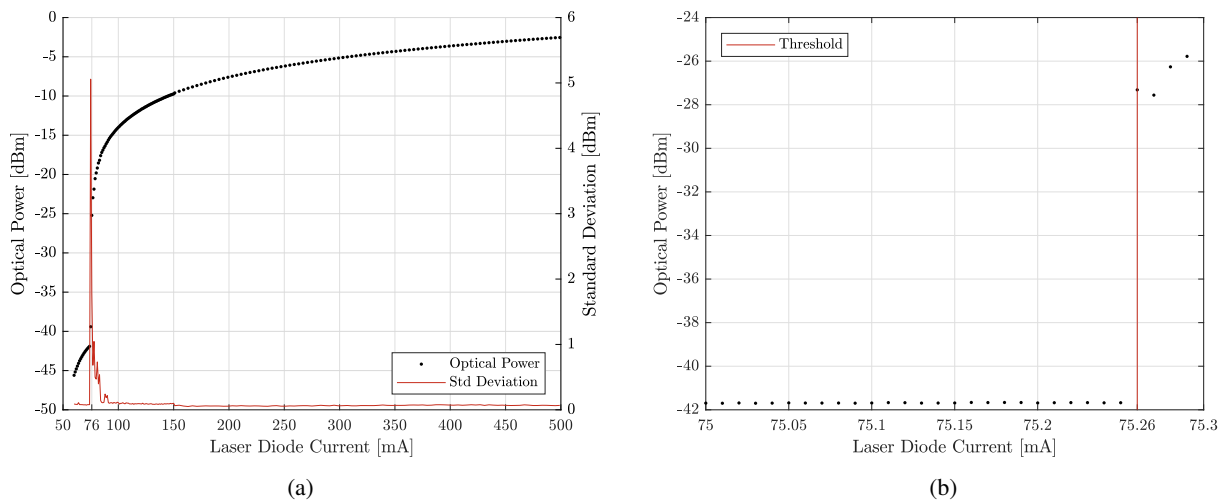 0
-5
-10
-15
-20
-25
-30
-35
-40
-45
-50
Optical Power [dBm]
6
5
4
3
2
1
0
Standard Deviation [dBm]
Optical Power
Std Deviation
50 76 100 150 200 250 300 350 400 450 500
Laser Diode Current [mA]
(a)
-24
-26
-28
-30
-32
-34
-36
-38
-40
-42
Optical Power [dBm]
Threshold
75 75.05 75.1 75.15 75.2 75.26 75.3
Laser Diode Current [mA]
(b)